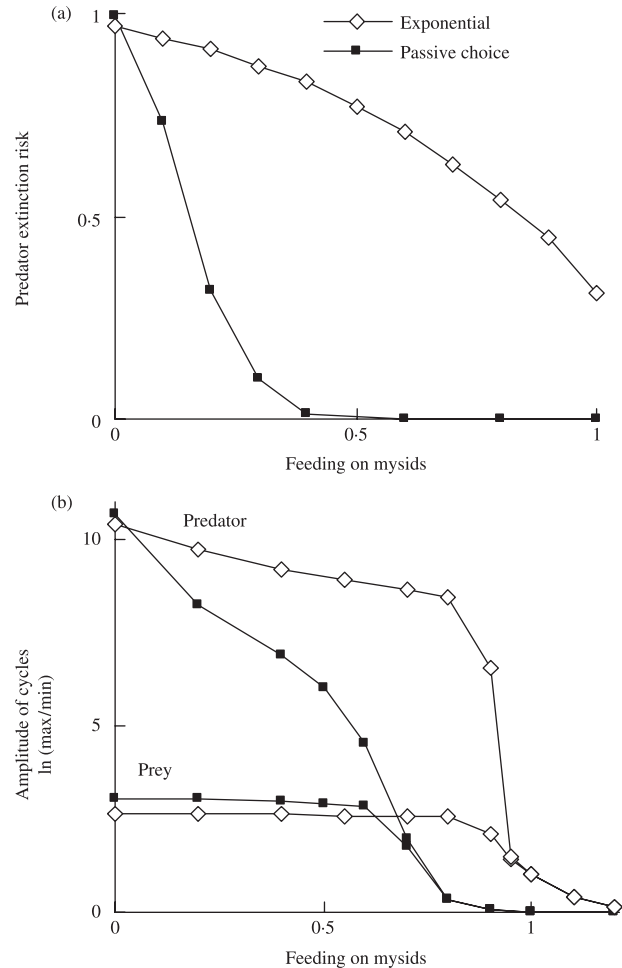 (a)
1
Exponential
Passive choice
Predator extinction risk
0·5
0
0
0·5
1
Feeding on mysids
(b)
Predator
10
Amplitude of cycles
ln (max/min)
5
Prey
0
0
0·5
1
Feeding on mysids